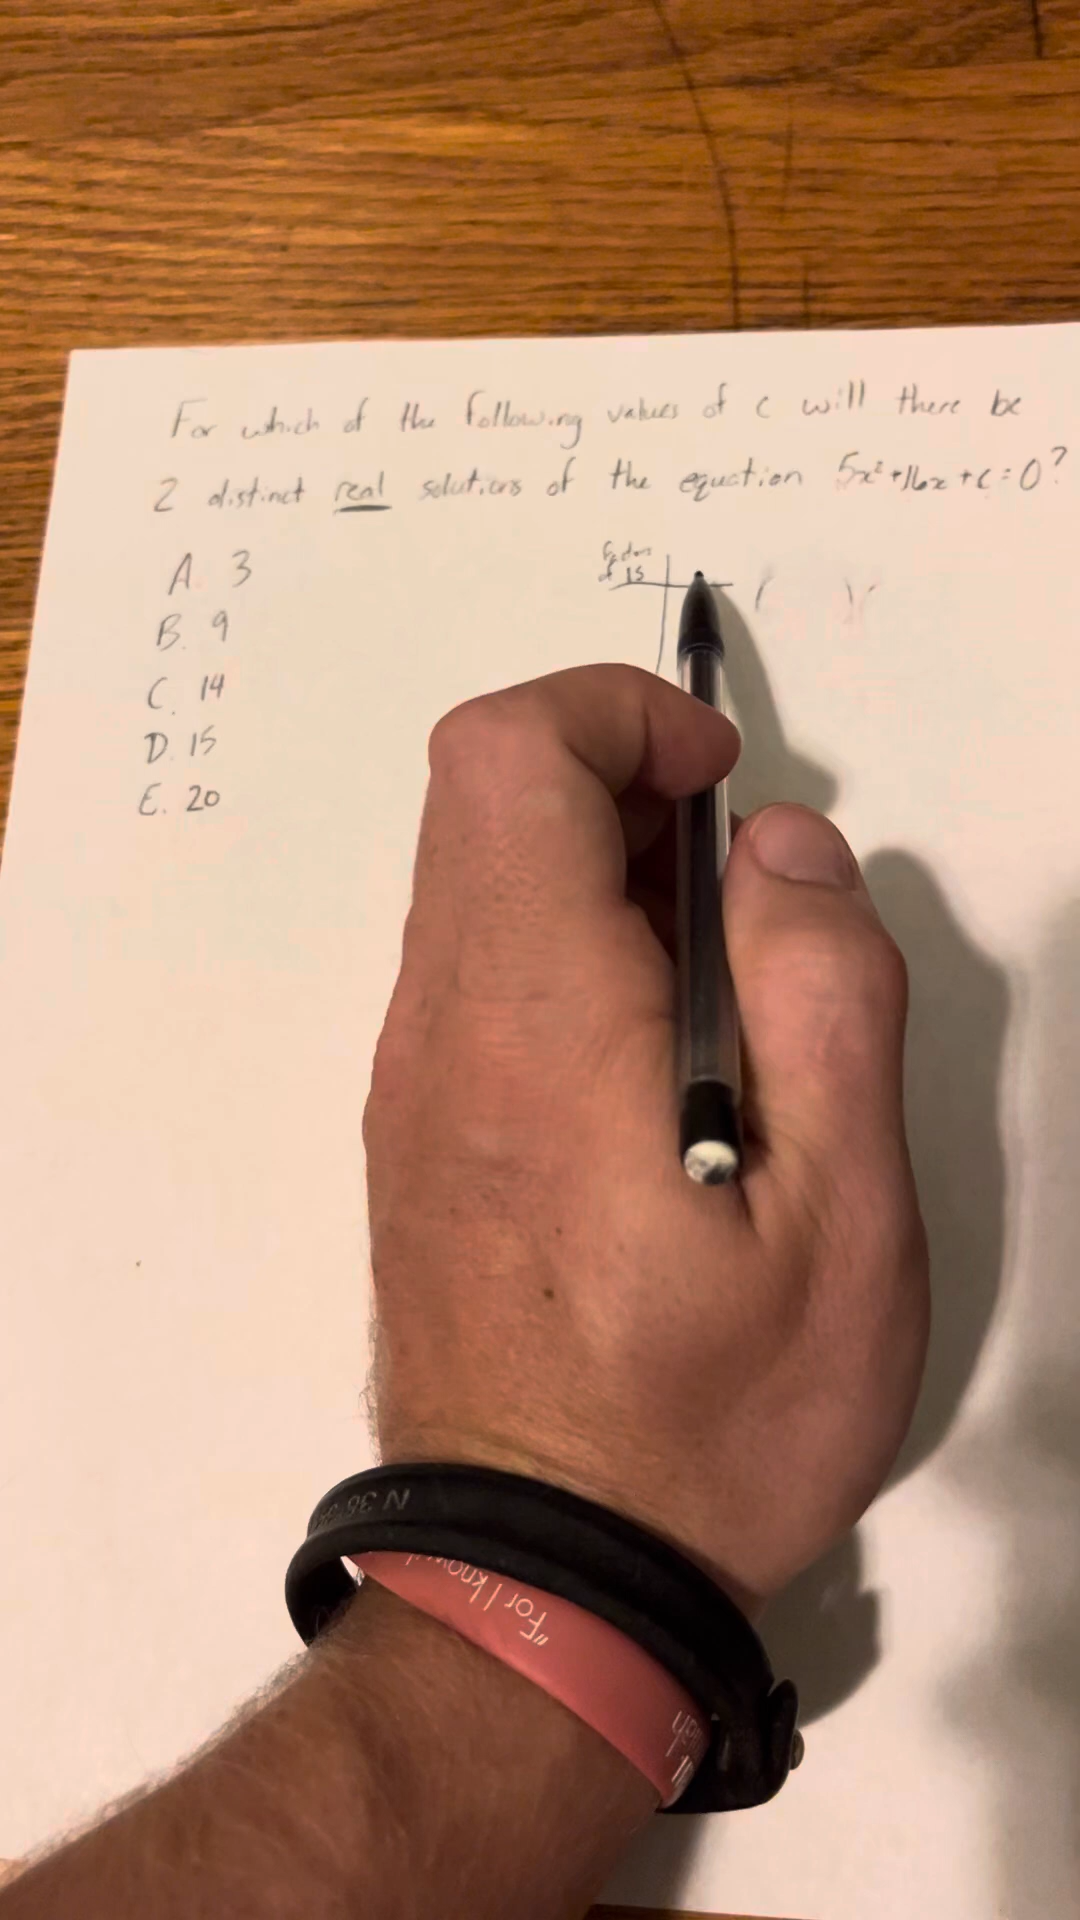 For which of the following values of c will there be
2 distinct real solutions of the equation 5x²+16x+c=0?
A. 3
B. 9
C. 14
D. 15
E. 20
Factors
of 15
( )(
N 38
"For I know